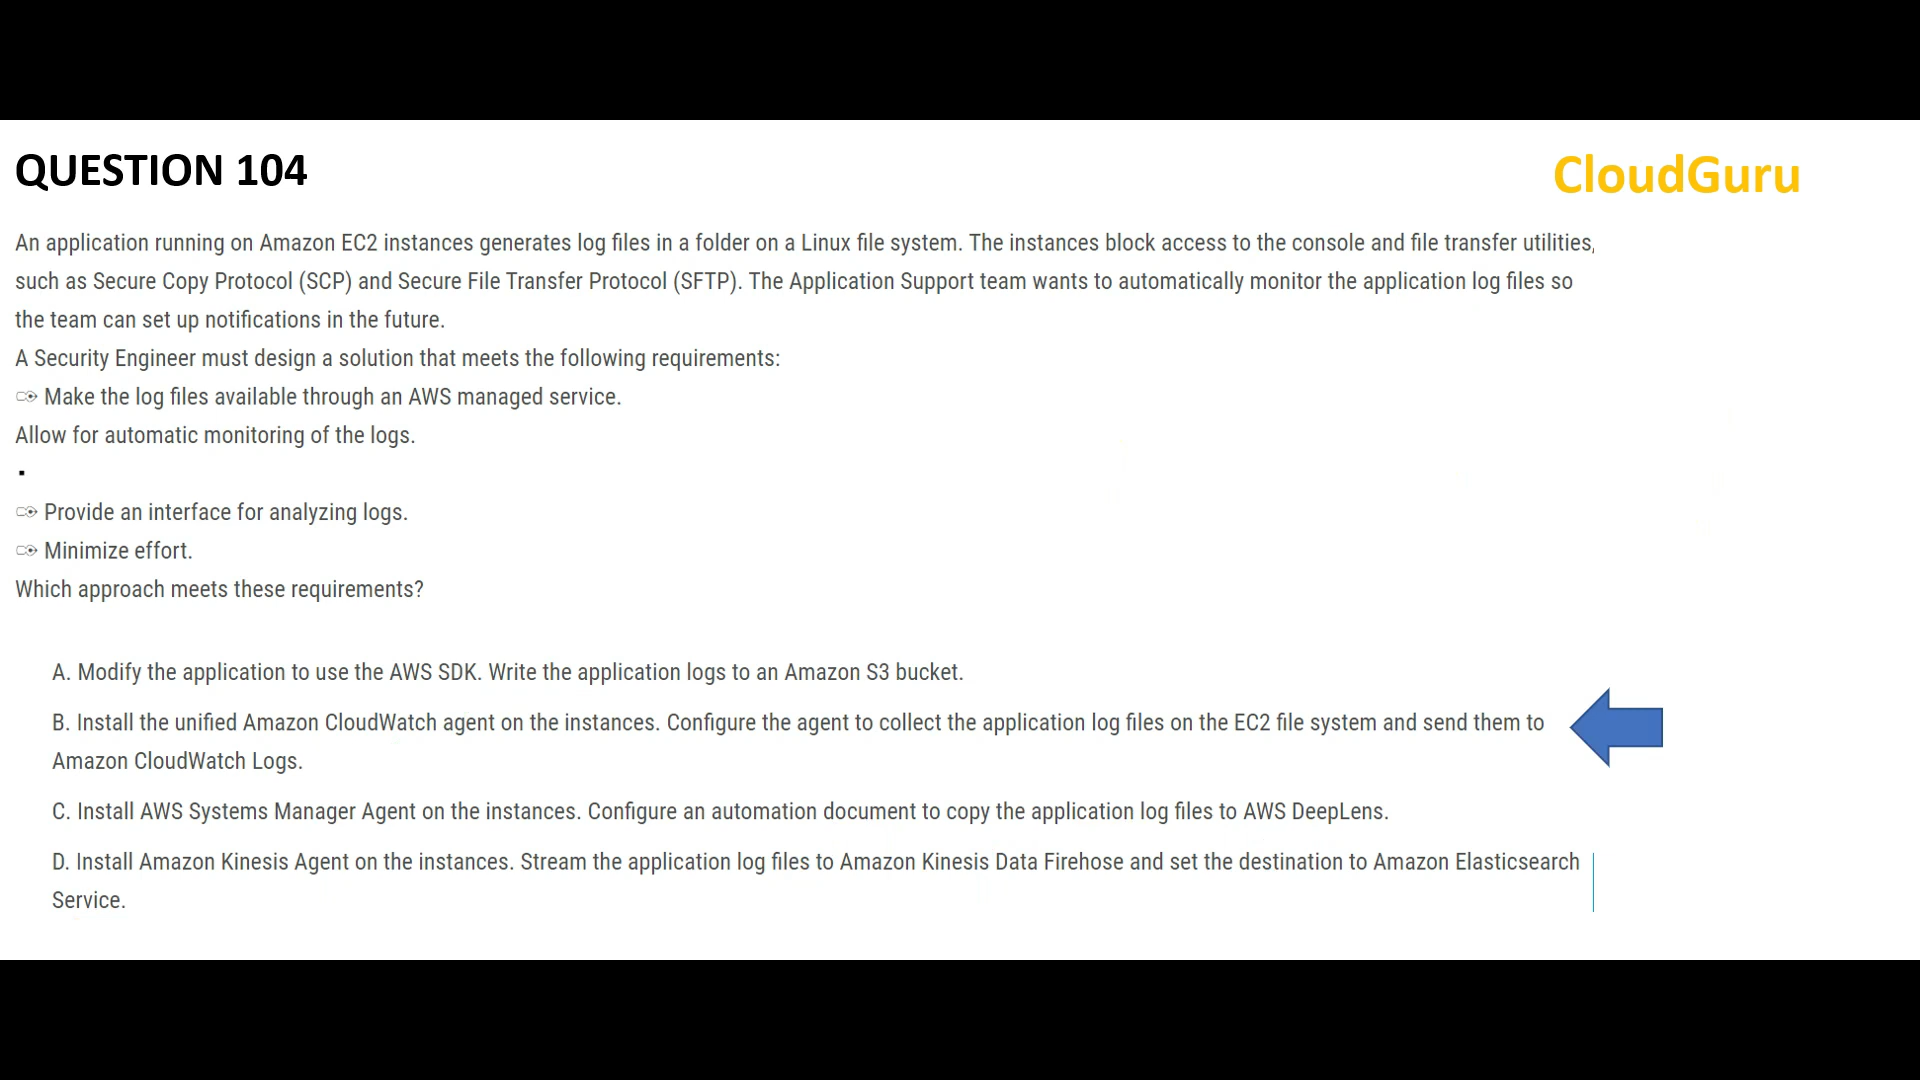 QUESTION 104
CloudGuru
An application running on Amazon EC2 instances generates log files in a folder on a Linux file system. The instances block access to the console and file transfer utilities,
such as Secure Copy Protocol (SCP) and Secure File Transfer Protocol (SFTP). The Application Support team wants to automatically monitor the application log files so
the team can set up notifications in the future.
A Security Engineer must design a solution that meets the following requirements:
Make the log files available through an AWS managed service.
Allow for automatic monitoring of the logs.
Provide an interface for analyzing logs.
Minimize effort.
Which approach meets these requirements?
A. Modify the application to use the AWS SDK. Write the application logs to an Amazon S3 bucket.
B. Install the unified Amazon CloudWatch agent on the instances. Configure the agent to collect the application log files on the EC2 file system and send them to
Amazon CloudWatch Logs.
C. Install AWS Systems Manager Agent on the instances. Configure an automation document to copy the application log files to AWS DeepLens.
D. Install Amazon Kinesis Agent on the instances. Stream the application log files to Amazon Kinesis Data Firehose and set the destination to Amazon Elasticsearch
Service.